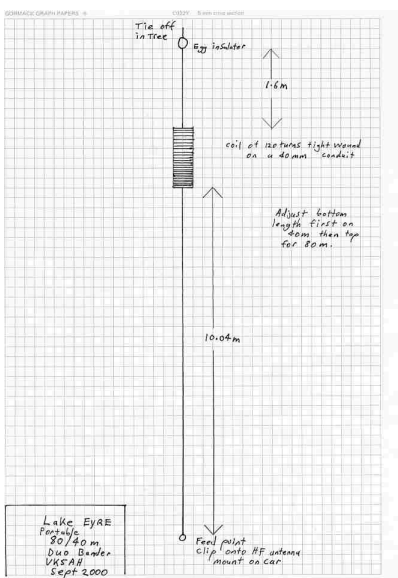 Tie off
in Tree
Egg insulator
1.6m
coil of 120 turns tight wound
on a 40mm conduit
Adjust bottom
length first on
40m then top
for 80m.
10.04m
Feed point
Clip onto HF antenna
mount on car
Lake EYRE
Portable
80/40m
Duo Bander
VK5AH
Sept 2000